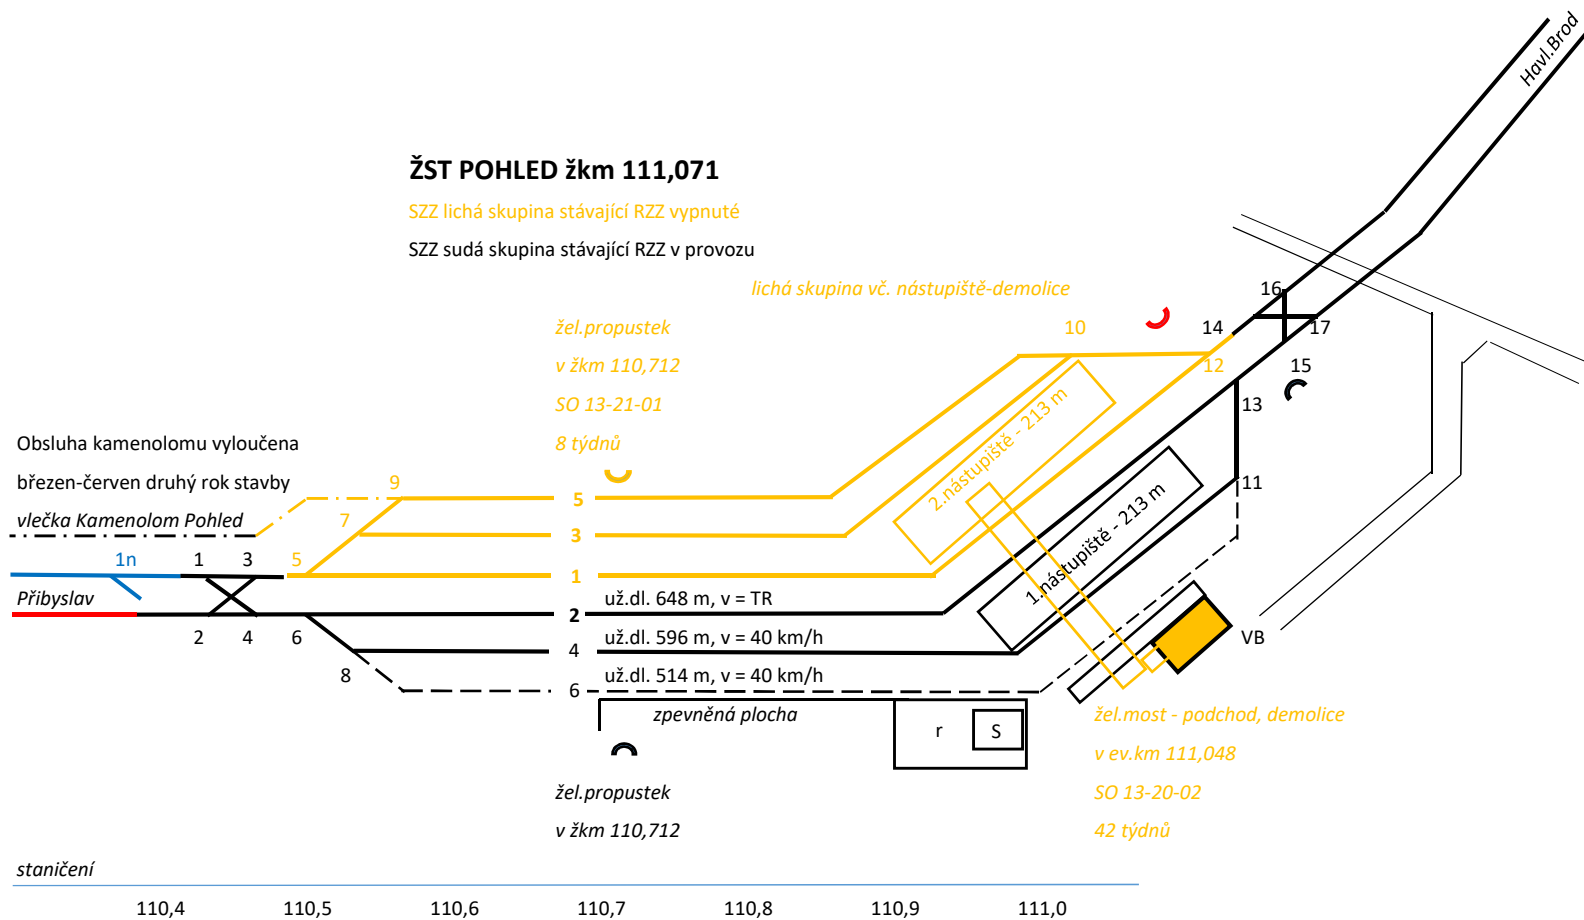 Havl.Brod
ŽST POHLED žkm 111,071
SZZ lichá skupina stávající RZZ vypnuté
SZZ sudá skupina stávající RZZ v provozu
lichá skupina vč. nástupiště-demolice
16
10
14
17
12
15
13
11
žel.propustek
v žkm 110,712
SO 13-21-01
8 týdnů
2.nástupiště - 213 m
1.nástupiště - 213 m
Obsluha kamenolomu vyloučena
březen-červen druhý rok stavby
vlečka Kamenolom Pohled
9
7
5
3
1n
1
3
5
1
Přibyslav
2
už.dl. 648 m, v = TR
2
4
6
4
už.dl. 596 m, v = 40 km/h
8
6
už.dl. 514 m, v = 40 km/h
VB
zpevněná plocha
r
S
žel.most - podchod, demolice
v ev.km 111,048
SO 13-20-02
42 týdnů
žel.propustek
v žkm 110,712
staničení
110,4
110,5
110,6
110,7
110,8
110,9
111,0